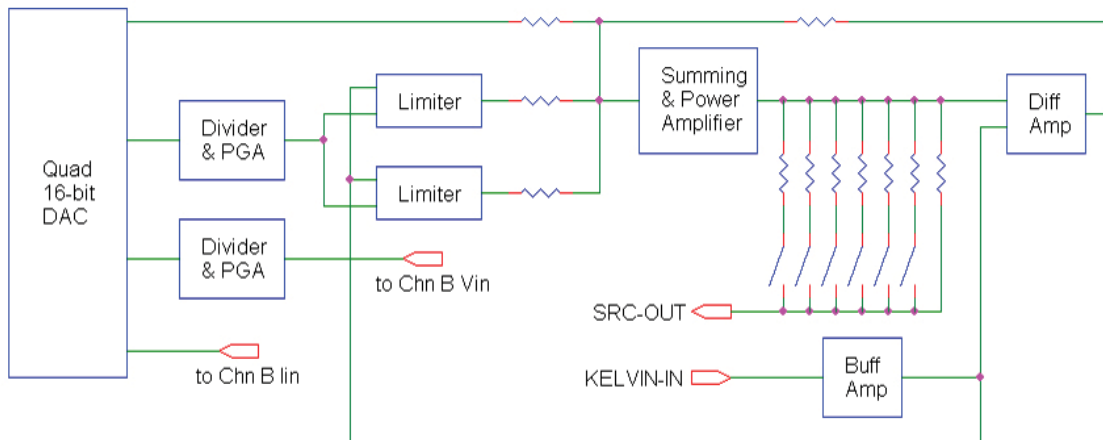 Quad
16-bit
DAC
Divider
& PGA
Divider
& PGA
Limiter
Limiter
Summing
& Power
Amplifier
Diff
Amp
to Chn B Vin
to Chn B Iin
SRC-OUT
KELVIN-IN
Buff
Amp